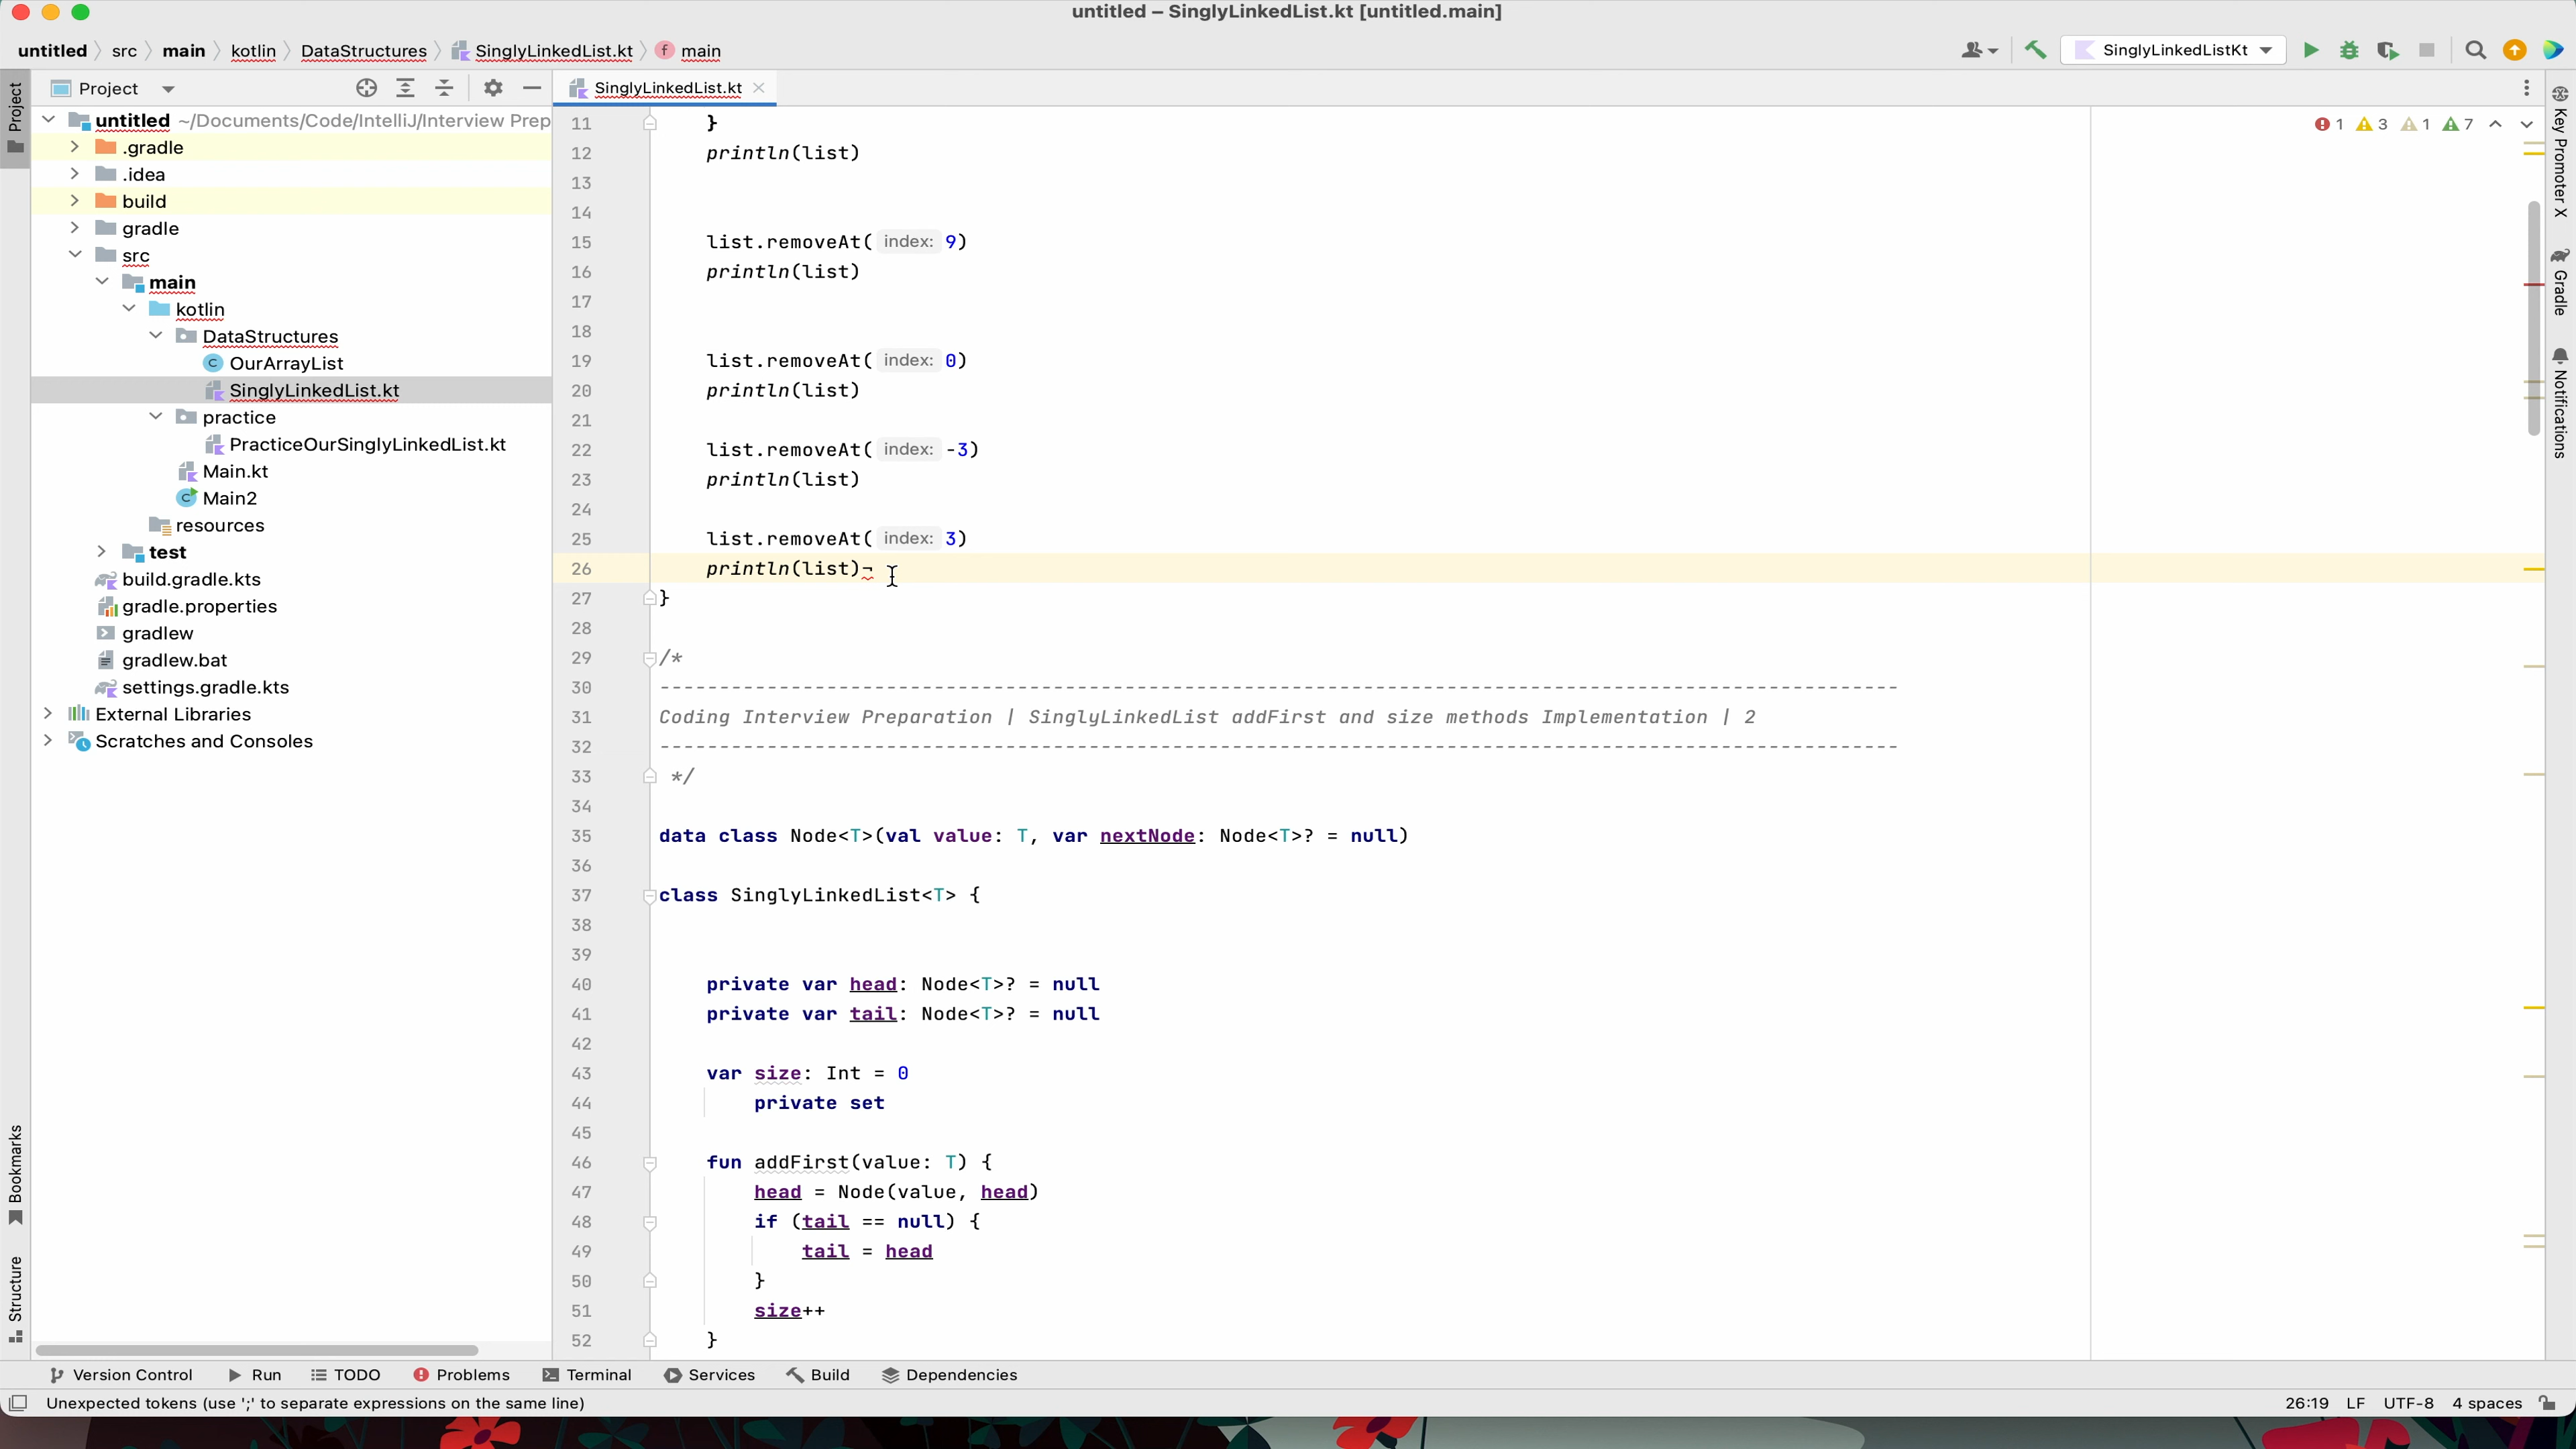 untitled – SinglyLinkedList.kt [untitled.main]
untitled src main kotlin DataStructures SinglyLinkedList.kt f main
SinglyLinkedListKt
Project
Project
SinglyLinkedList.kt
untitled ~/Documents/Code/IntelliJ/Interview Prep
.gradle
.idea
build
gradle
src
main
kotlin
DataStructures
OurArrayList
SinglyLinkedList.kt
practice
PracticeOurSinglyLinkedList.kt
Main.kt
Main2
resources
test
build.gradle.kts
gradle.properties
gradlew
gradlew.bat
settings.gradle.kts
External Libraries
Scratches and Consoles
Bookmarks
Structure
1 3 1 7
11 }
12 println(list)
13
14
15 list.removeAt( index: 9)
16 println(list)
17
18
19 list.removeAt( index: 0)
20 println(list)
21
22 list.removeAt( index: -3)
23 println(list)
24
25 list.removeAt( index: 3)
26 println(list)¬
27 }
28
29 /*
30 --------------------------------------------------------------------------------------------------------
31 Coding Interview Preparation | SinglyLinkedList addFirst and size methods Implementation | 2
32 --------------------------------------------------------------------------------------------------------
33 */
34
35 data class Node<T>(val value: T, var nextNode: Node<T>? = null)
36
37 class SinglyLinkedList<T> {
38
39
40 private var head: Node<T>? = null
41 private var tail: Node<T>? = null
42
43 var size: Int = 0
44 private set
45
46 fun addFirst(value: T) {
47 head = Node(value, head)
48 if (tail == null) {
49 tail = head
50 }
51 size++
52 }
Key Promoter X
Gradle
Notifications
Version Control Run TODO Problems Terminal Services Build Dependencies
Unexpected tokens (use ';' to separate expressions on the same line) 26:19 LF UTF-8 4 spaces